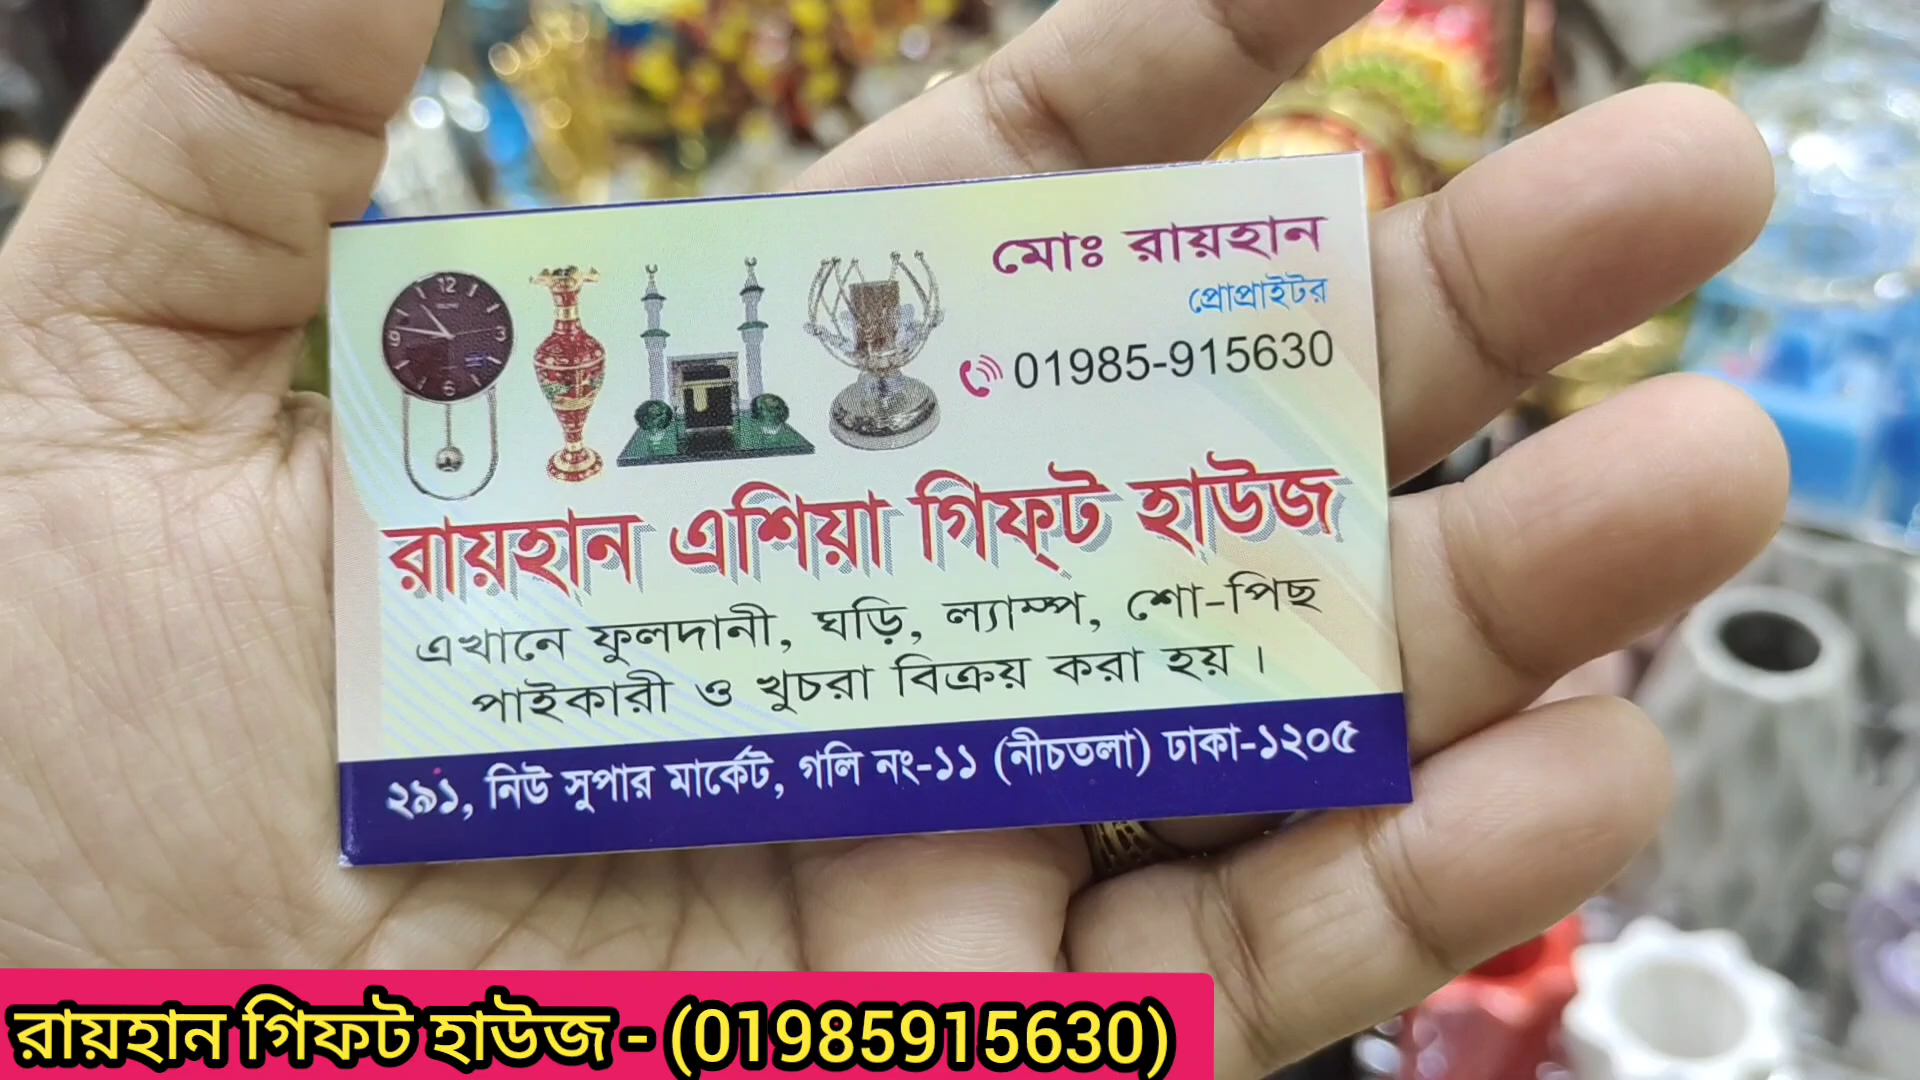 মোঃ রায়হান
প্রোপ্রাইটর
01985-915630
রায়হান এশিয়া গিফ্ট হাউজ
এখানে ফুলদানী, ঘড়ি, ল্যাম্প, শো-পিছ
পাইকারী ও খুচরা বিক্রয় করা হয়।
২৯১, নিউ সুপার মার্কেট, গলি নং-১১ (নীচতলা) ঢাকা-১২০৫
রায়হান গিফট হাউজ - (01985915630)